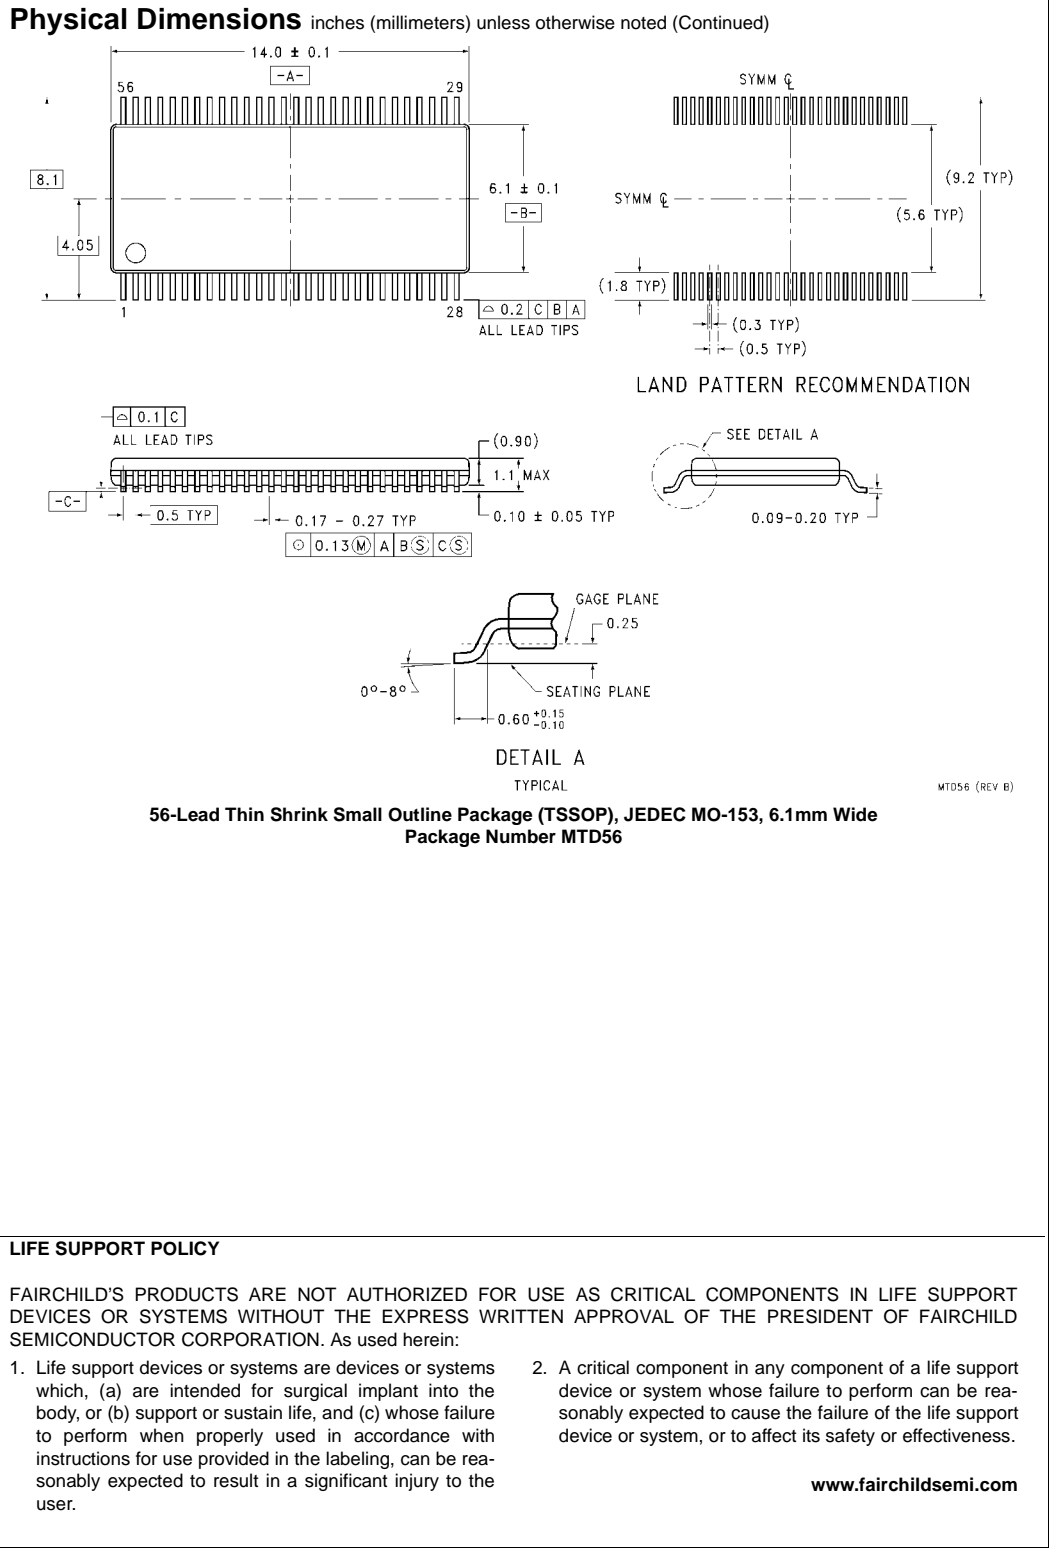 Physical Dimensions inches (millimeters) unless otherwise noted (Continued)
14.0 ± 0.1
-A-
56
29
8.1
4.05
6.1 ± 0.1
-B-
1
28
⌓ 0.2 C B A
ALL LEAD TIPS
SYMM ℄
SYMM ℄
(9.2 TYP)
(5.6 TYP)
(1.8 TYP)
(0.3 TYP)
(0.5 TYP)
LAND PATTERN RECOMMENDATION
⌓ 0.1 C
ALL LEAD TIPS
(0.90)
1.1 MAX
-C-
0.5 TYP
0.17 - 0.27 TYP
0.10 ± 0.05 TYP
⊙ 0.13 Ⓜ A B Ⓢ C Ⓢ
SEE DETAIL A
0.09-0.20 TYP
GAGE PLANE
0.25
0°-8°
SEATING PLANE
0.60 +0.15 -0.10
DETAIL A
TYPICAL
MTD56 (REV B)
56-Lead Thin Shrink Small Outline Package (TSSOP), JEDEC MO-153, 6.1mm Wide
Package Number MTD56
LIFE SUPPORT POLICY
FAIRCHILD'S PRODUCTS ARE NOT AUTHORIZED FOR USE AS CRITICAL COMPONENTS IN LIFE SUPPORT
DEVICES OR SYSTEMS WITHOUT THE EXPRESS WRITTEN APPROVAL OF THE PRESIDENT OF FAIRCHILD
SEMICONDUCTOR CORPORATION. As used herein:
1. Life support devices or systems are devices or systems
which, (a) are intended for surgical implant into the
body, or (b) support or sustain life, and (c) whose failure
to perform when properly used in accordance with
instructions for use provided in the labeling, can be rea-
sonably expected to result in a significant injury to the
user.
2. A critical component in any component of a life support
device or system whose failure to perform can be rea-
sonably expected to cause the failure of the life support
device or system, or to affect its safety or effectiveness.
www.fairchildsemi.com